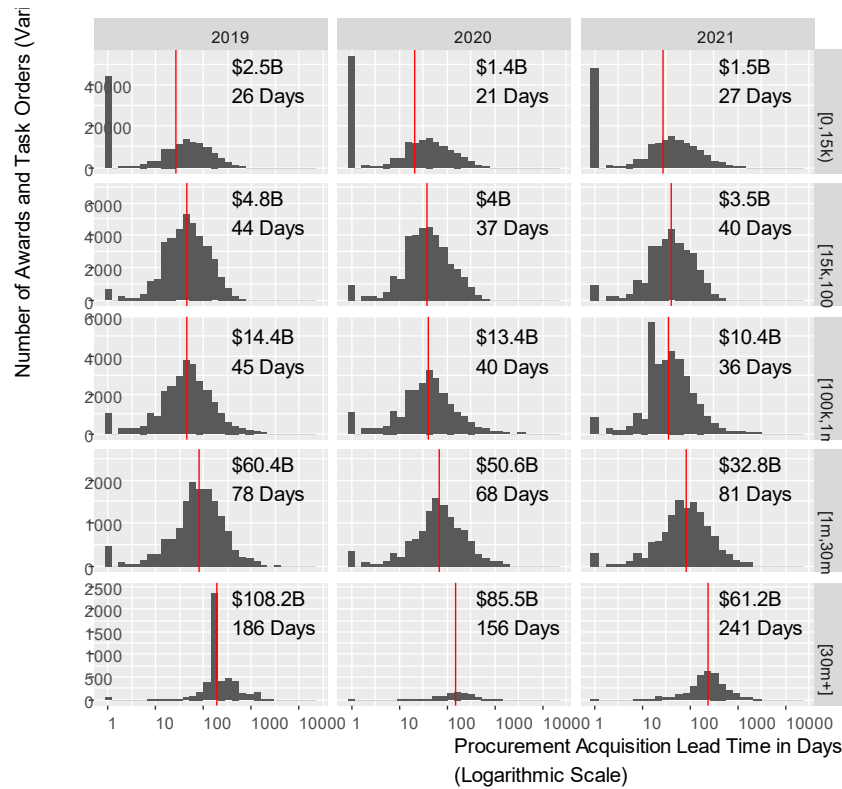 Number of Awards and Task Orders (Vari
2019 2020 2021
$2.5B $1.4B $1.5B
26 Days 21 Days 27 Days
40000
20000
0
[0,15k)
$4.8B $4B $3.5B
44 Days 37 Days 40 Days
6000
4000
2000
0
[15k,100
$14.4B $13.4B $10.4B
45 Days 40 Days 36 Days
6000
4000
2000
0
[100k,1n
$60.4B $50.6B $32.8B
78 Days 68 Days 81 Days
2000
1000
0
[1m,30m
$108.2B $85.5B $61.2B
186 Days 156 Days 241 Days
2500
2000
1500
1000
500
0
[30m+]
1 10 100 1000 10000 1 10 100 1000 10000 1 10 100 1000 10000
Procurement Acquisition Lead Time in Days
(Logarithmic Scale)